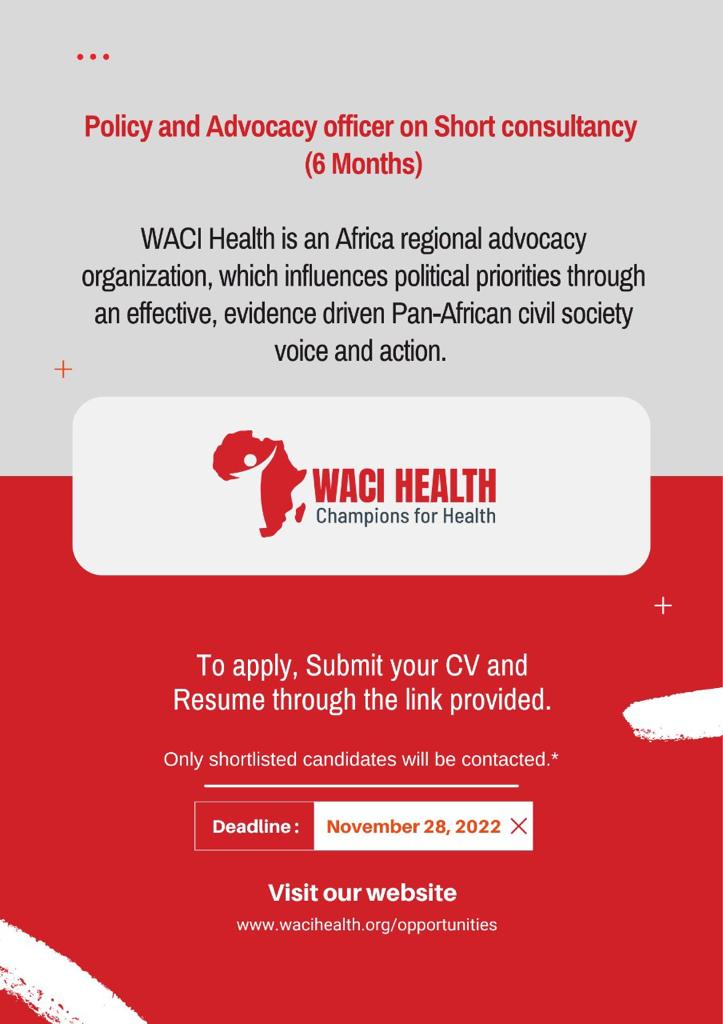 Policy and Advocacy officer on Short consultancy
(6 Months)
WACI Health is an Africa regional advocacy
organization, which influences political priorities through
an effective, evidence driven Pan-African civil society
voice and action.
WACI HEALTH
Champions for Health
To apply, Submit your CV and
Resume through the link provided.
Only shortlisted candidates will be contacted.*
Deadline : November 28, 2022
Visit our website
www.wacihealth.org/opportunities